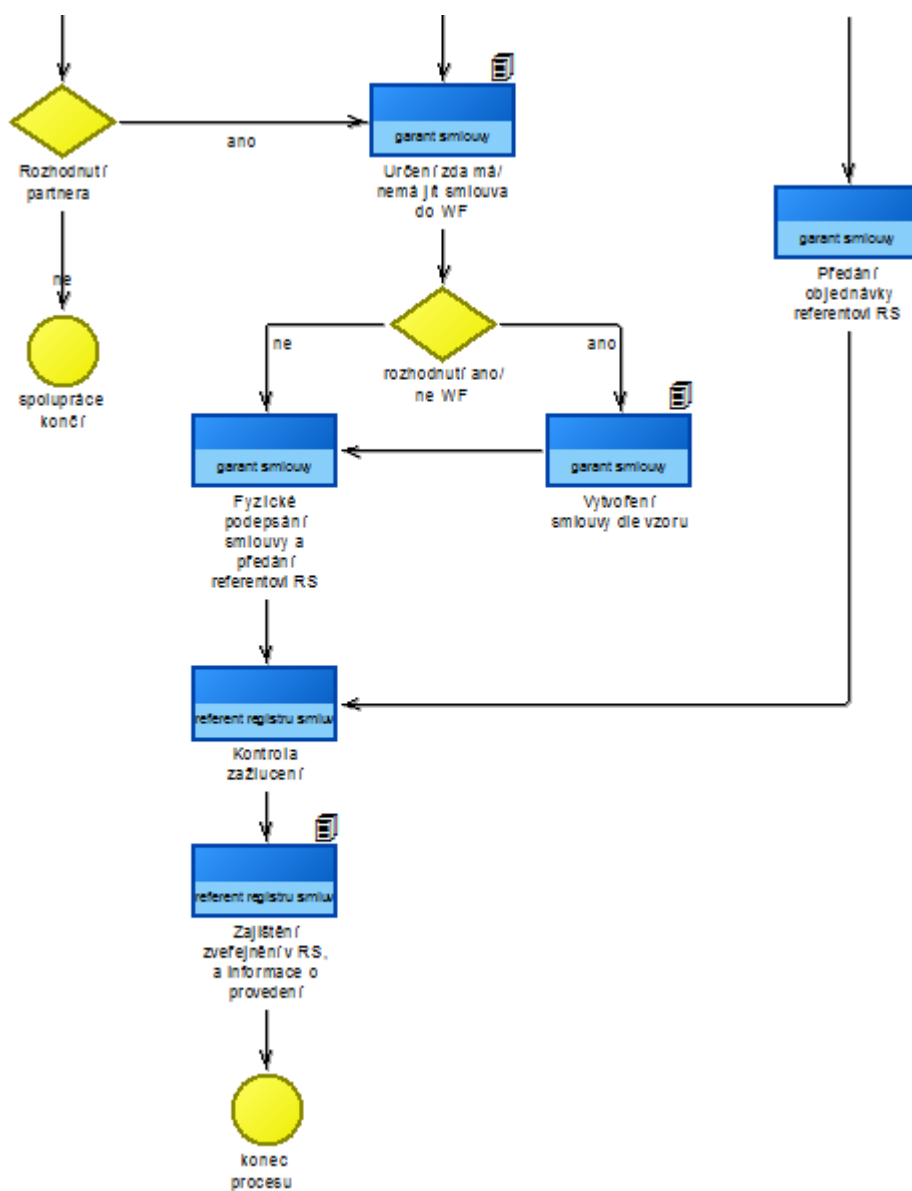 ano
garant smlouvy
Rozhodnutí
partnera
Určení zda má/
nemá jít smlouva
do WF
garant smlouvy
Předání
objednávky
referentovi RS
ne
spolupráce
končí
ne
ano
rozhodnutí ano/
ne WF
garant smlouvy
Fyzické
podepsání
smlouvy a
předání
referentovi RS
garant smlouvy
Vytvoření
smlouvy dle vzoru
referent registru smluv
Kontrola
zažlucení
referent registru smluv
Zajištění
zveřejnění v RS,
a informace o
provedení
konec
procesu